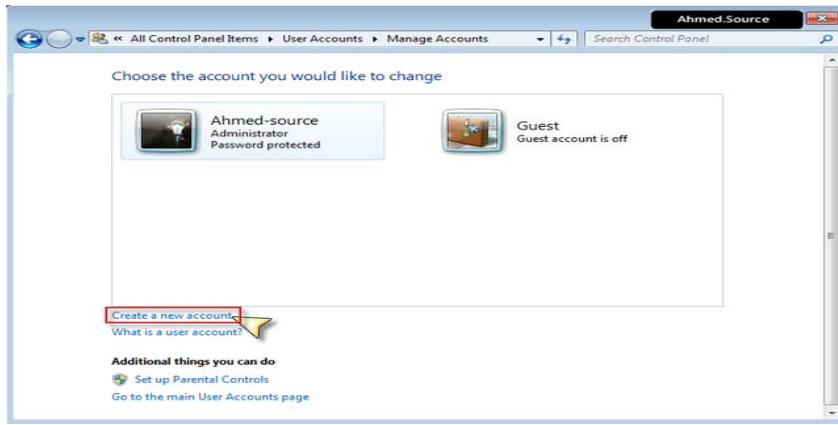 Ahmed.Source
« All Control Panel Items ▸ User Accounts ▸ Manage Accounts
Search Control Panel
Choose the account you would like to change
Ahmed-source
Administrator
Password protected
Guest
Guest account is off
Create a new account
What is a user account?
Additional things you can do
Set up Parental Controls
Go to the main User Accounts page